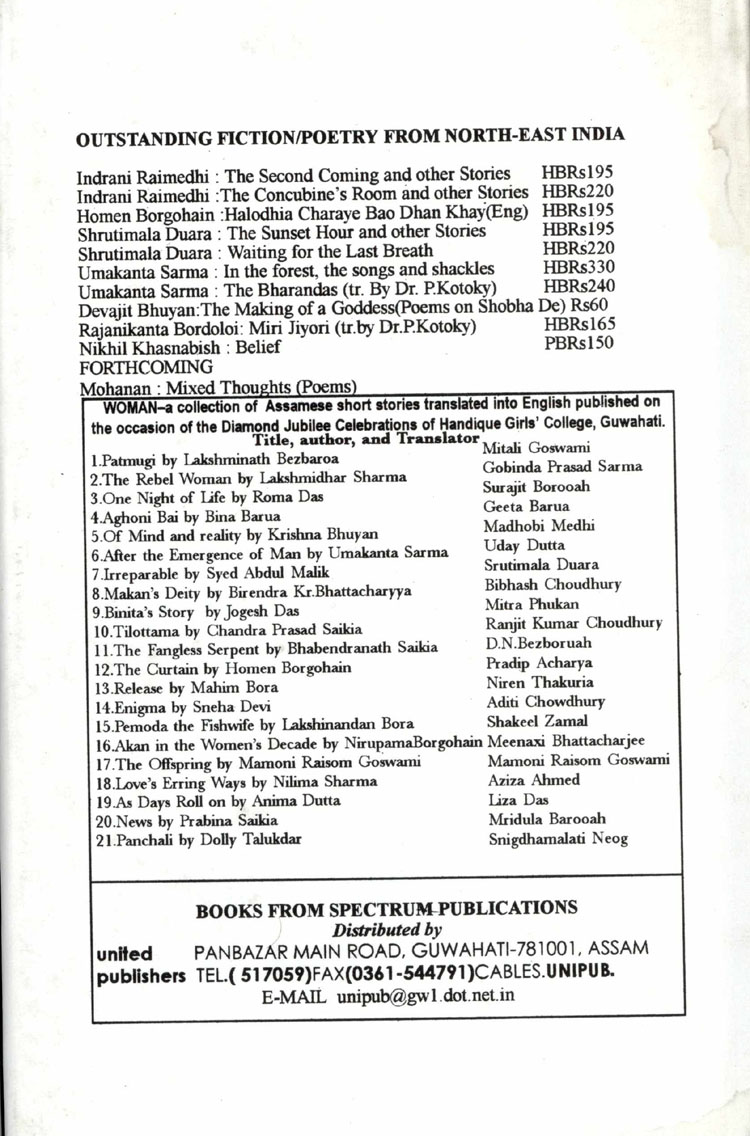 OUTSTANDING FICTION/POETRY FROM NORTH-EAST INDIA
Indrani Raimedhi : The Second Coming and other Stories HBRs195
Indrani Raimedhi :The Concubine's Room and other Stories HBRs220
Homen Borgohain :Halodhia Charaye Bao Dhan Khay(Eng) HBRs195
Shrutimala Duara : The Sunset Hour and other Stories HBRs195
Shrutimala Duara : Waiting for the Last Breath HBRs220
Umakanta Sarma : In the forest, the songs and shackles HBRs330
Umakanta Sarma : The Bharandas (tr. By Dr. P.Kotoky) HBRs240
Devajit Bhuyan:The Making of a Goddess(Poems on Shobha De) Rs60
Rajanikanta Bordoloi: Miri Jiyori (tr.by Dr.P.Kotoky) HBRs165
Nikhil Khasnabish : Belief PBRs150
FORTHCOMING
Mohanan : Mixed Thoughts (Poems)
WOMAN-a collection of Assamese short stories translated into English published on
the occasion of the Diamond Jubilee Celebrations of Handique Girls' College, Guwahati.
Title, author, and Translator
1.Patmugi by Lakshminath Bezbaroa Mitali Goswami
2.The Rebel Woman by Lakshmidhar Sharma Gobinda Prasad Sarma
3.One Night of Life by Roma Das Surajit Borooah
4.Aghoni Bai by Bina Barua Geeta Barua
5.Of Mind and reality by Krishna Bhuyan Madhobi Medhi
6.After the Emergence of Man by Umakanta Sarma Uday Dutta
7.Irreparable by Syed Abdul Malik Srutimala Duara
8.Makan's Deity by Birendra Kr.Bhattacharyya Bibhash Choudhury
9.Binita's Story by Jogesh Das Mitra Phukan
10.Tilottama by Chandra Prasad Saikia Ranjit Kumar Choudhury
11.The Fangless Serpent by Bhabendranath Saikia D.N.Bezboruah
12.The Curtain by Homen Borgohain Pradip Acharya
13.Release by Mahim Bora Niren Thakuria
14.Enigma by Sneha Devi Aditi Chowdhury
15.Pemoda the Fishwife by Lakshinandan Bora Shakeel Zamal
16.Akan in the Women's Decade by NirupamaBorgohain Meenaxi Bhattacharjee
17.The Offspring by Mamoni Raisom Goswami Mamoni Raisom Goswami
18.Love's Erring Ways by Nilima Sharma Aziza Ahmed
19.As Days Roll on by Anima Dutta Liza Das
20.News by Prabina Saikia Mridula Barooah
21.Panchali by Dolly Talukdar Snigdhamalati Neog
BOOKS FROM SPECTRUM PUBLICATIONS
Distributed by
united PANBAZAR MAIN ROAD, GUWAHATI-781001, ASSAM
publishers TEL.( 517059)FAX(0361-544791)CABLES.UNIPUB.
E-MAIL unipub@gw1.dot.net.in